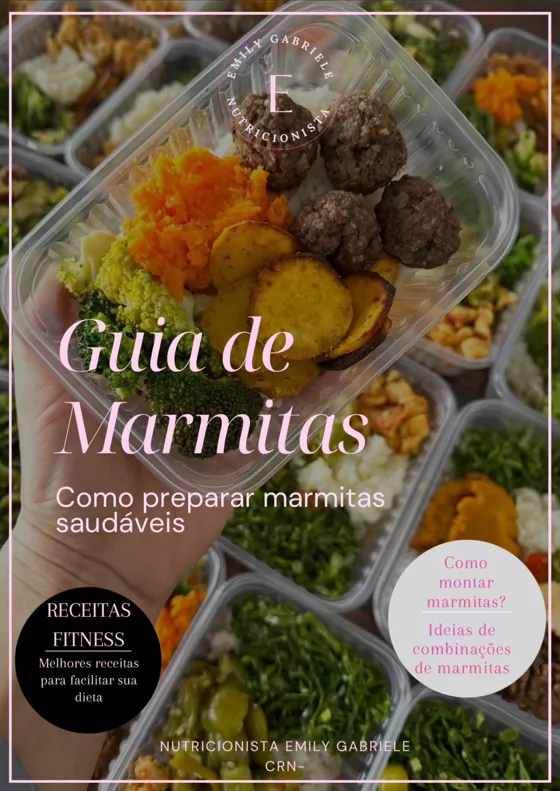 EMILY GABRIELE
E
NUTRICIONISTA
Guia de
Marmitas
Como preparar marmitas
saudáveis
Como
montar
marmitas?
Ideias de
combinações
de marmitas
RECEITAS
FITNESS
Melhores receitas
para facilitar sua
dieta
NUTRICIONISTA EMILY GABRIELE
CRN-